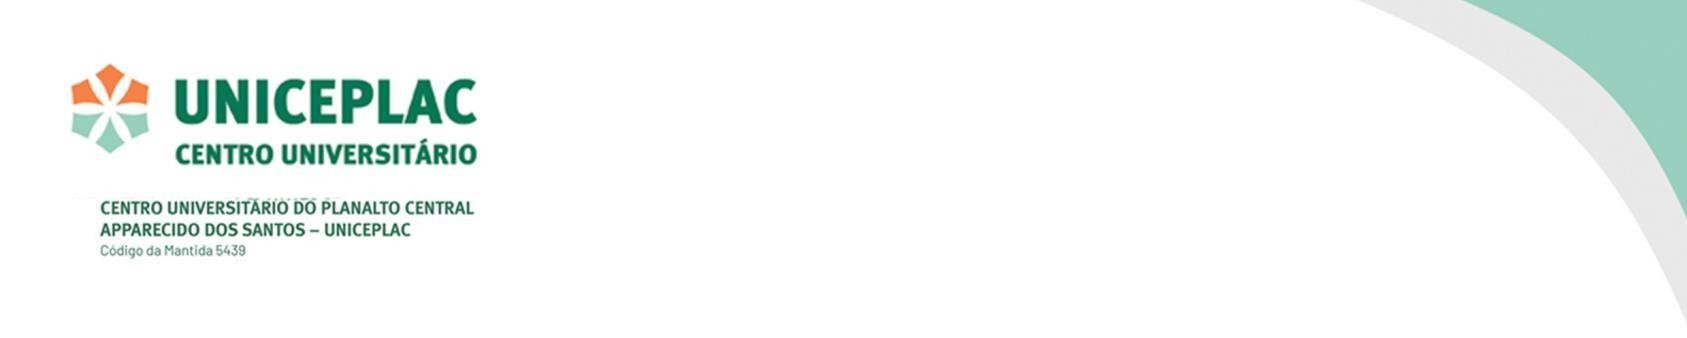 UNICEPLAC
CENTRO UNIVERSITÁRIO
CENTRO UNIVERSITÁRIO DO PLANALTO CENTRAL
APPARECIDO DOS SANTOS – UNICEPLAC
Código da Mantida 5439